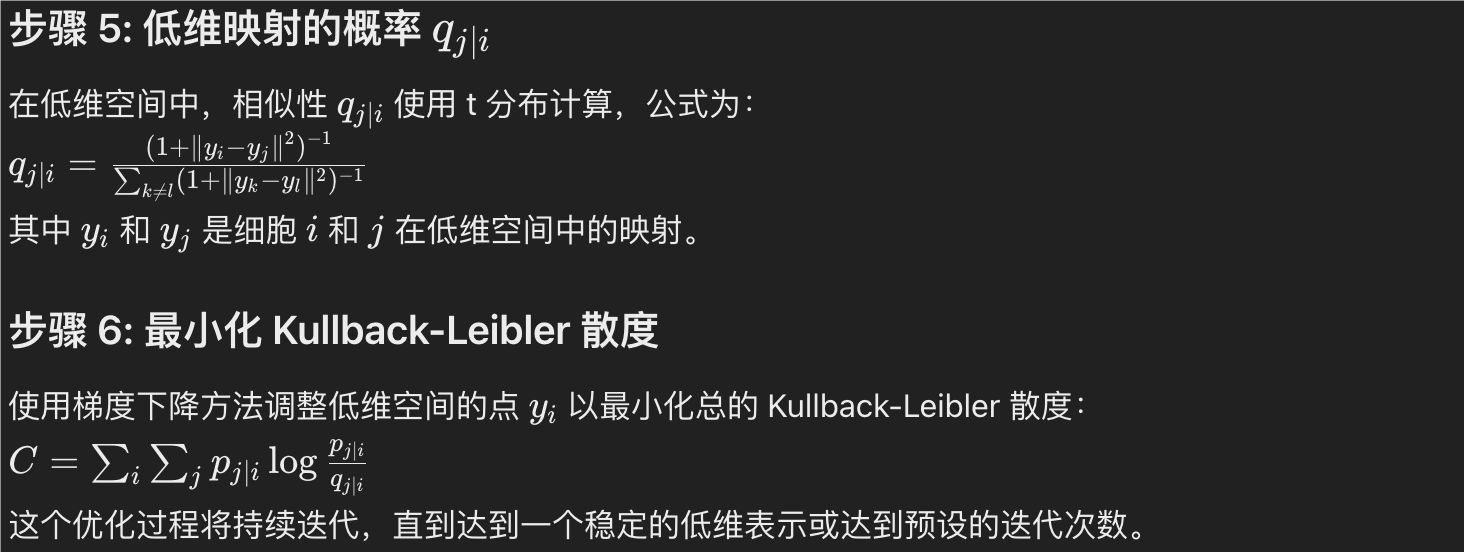 步骤 5: 低维映射的概率 $q_{j|i}$
在低维空间中，相似性 $q_{j|i}$ 使用 t 分布计算，公式为：
$q_{j|i} = \frac{(1+\|y_i-y_j\|^2)^{-1}}{\sum_{k\neq l}(1+\|y_k-y_l\|^2)^{-1}}$
其中 $y_i$ 和 $y_j$ 是细胞 $i$ 和 $j$ 在低维空间中的映射。
步骤 6: 最小化 Kullback-Leibler 散度
使用梯度下降方法调整低维空间的点 $y_i$ 以最小化总的 Kullback-Leibler 散度：
$C = \sum_i \sum_j p_{j|i} \log \frac{p_{j|i}}{q_{j|i}}$
这个优化过程将持续迭代，直到达到一个稳定的低维表示或达到预设的迭代次数。